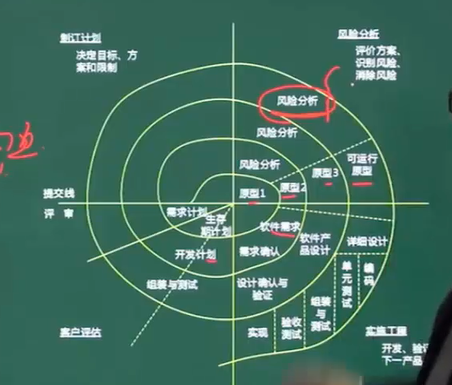 制订计划
决定目标、方
案和限制
风险分析
评价方案、
识别风险、
消除风险
风险分析
风险分析
风险分析
可运行
原型
原型3
原型2
原型1
提交线
评 审
需求计划
生存
期计划
软件需求
开发计划
需求确认
软件产
品设计
详细设计
组装与测试
设计确认与
验证
单元测试
编码
组装与测试
验收
测试
实现
客户评估
实施工程
开发、验
下一产品